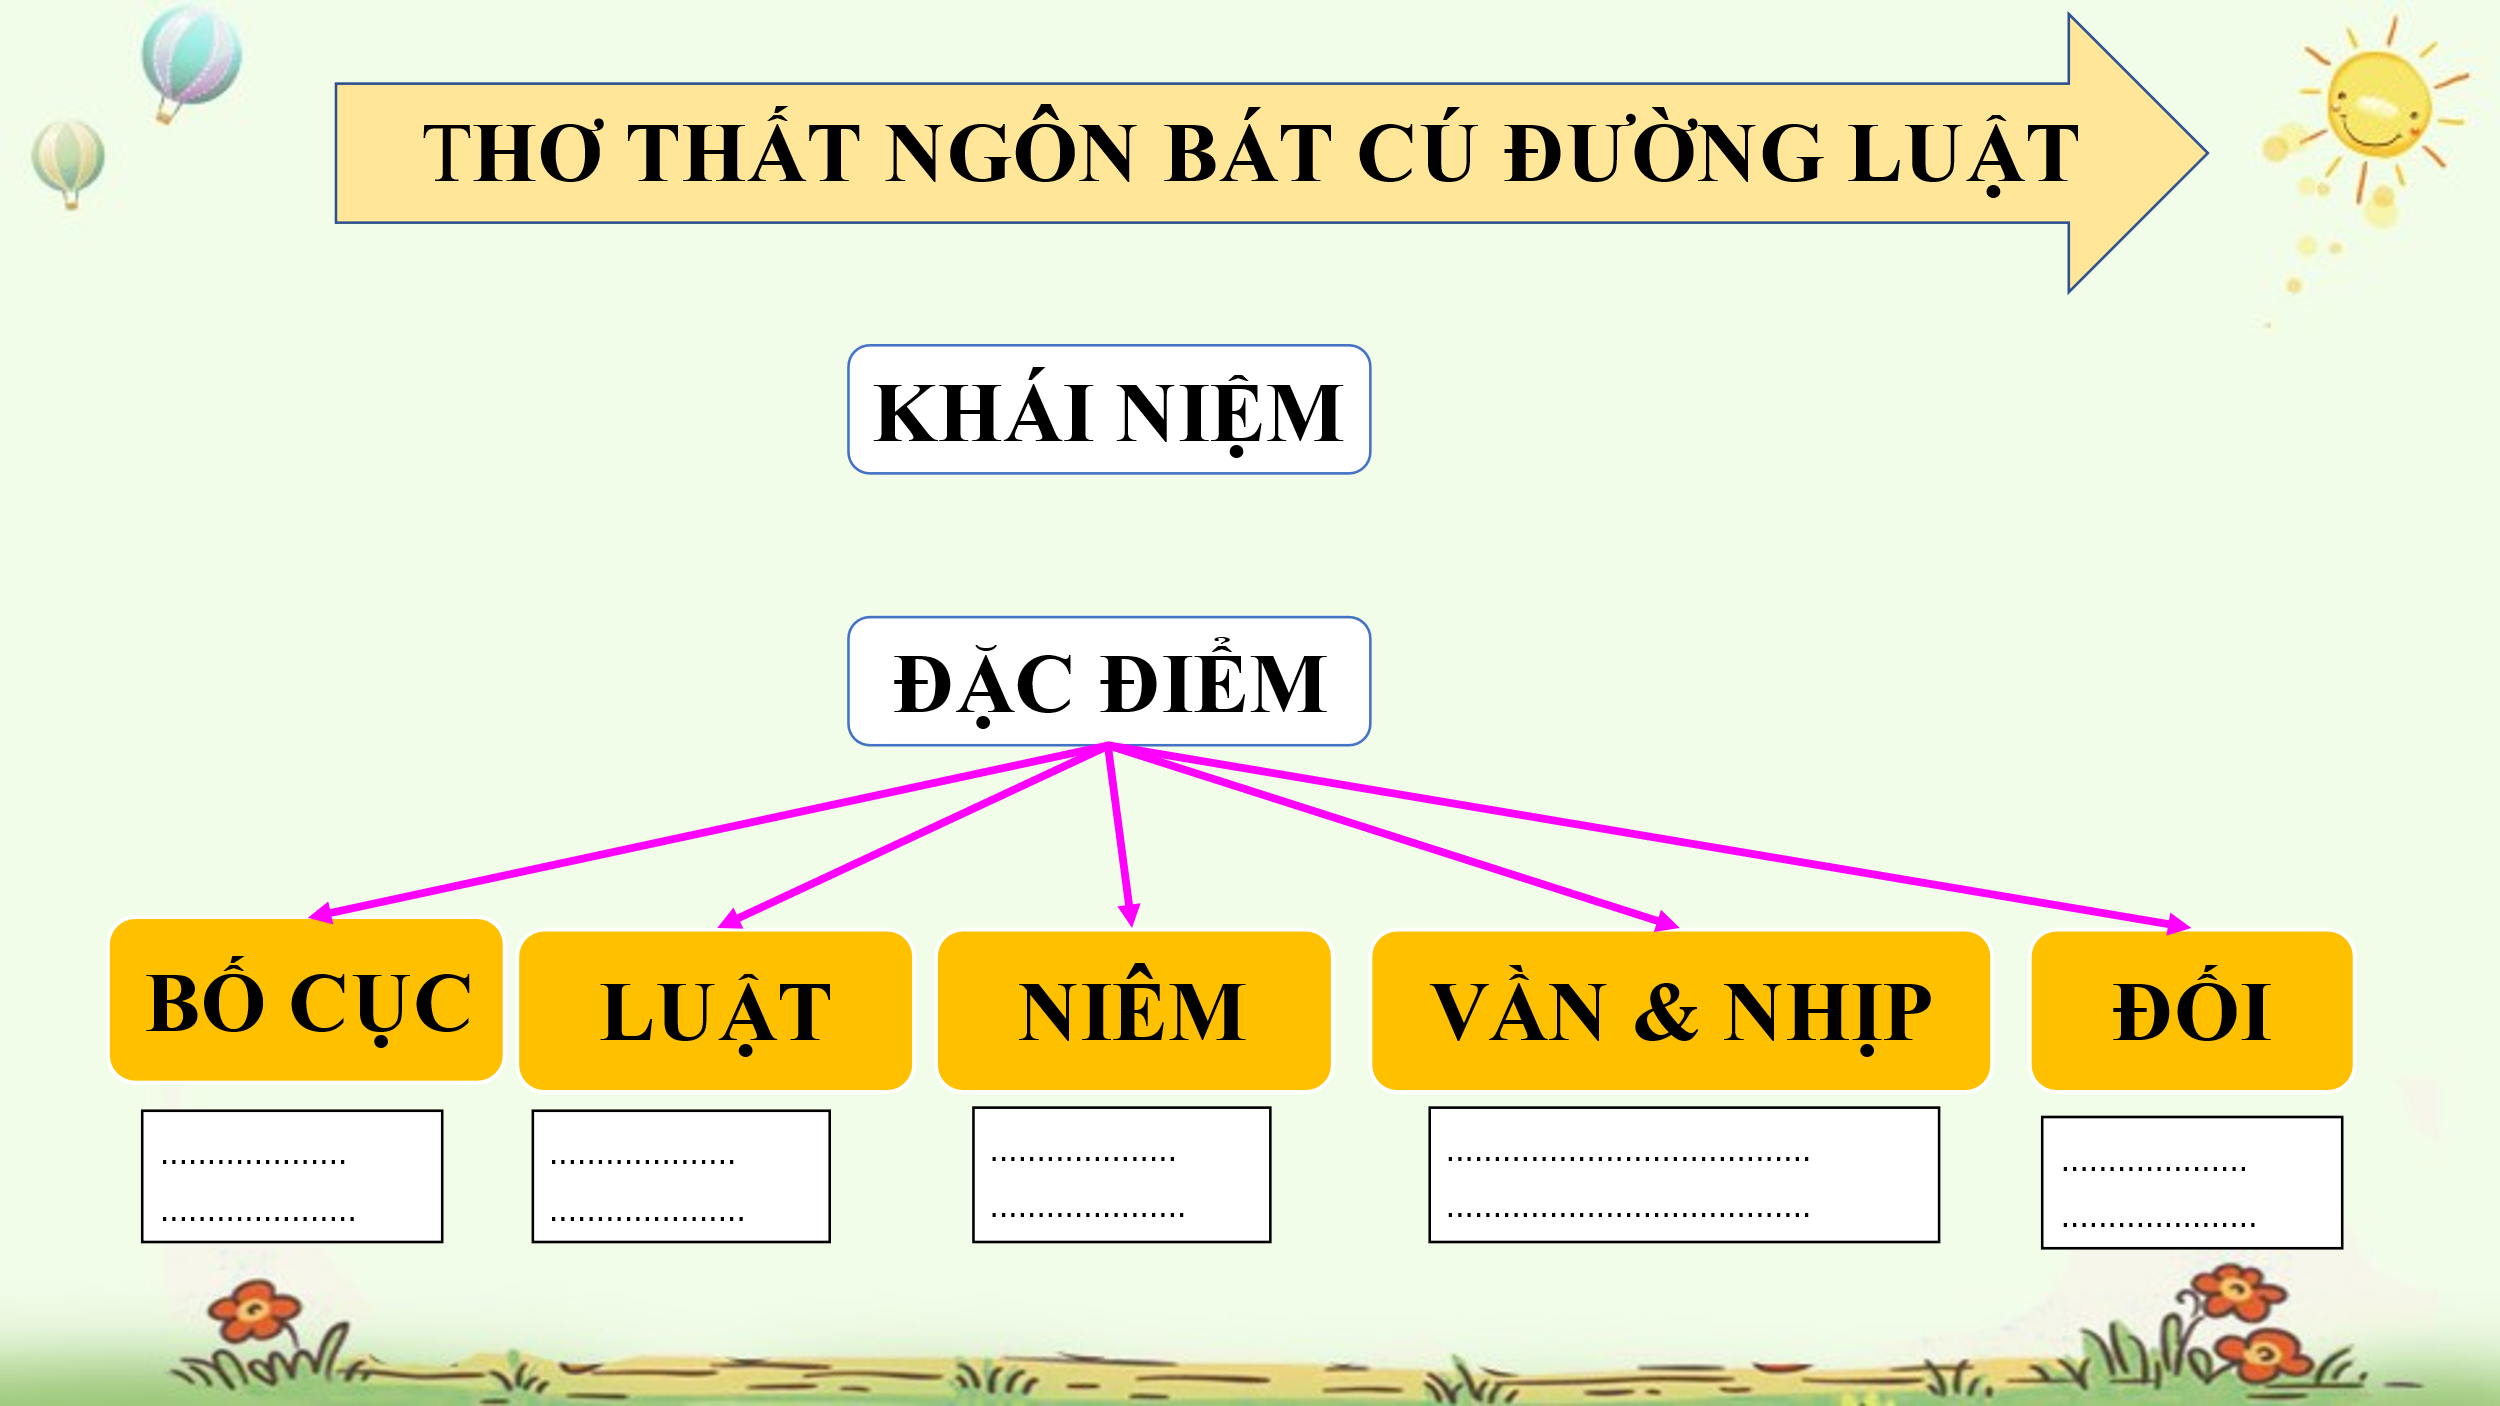 THƠ THẤT NGÔN BÁT CÚ ĐƯỜNG LUẬT
KHÁI NIỆM
ĐẶC ĐIỂM
BỐ CỤC
LUẬT
NIÊM
VẦN & NHỊP
ĐỐI
....................
.....................
....................
.....................
....................
.....................
.......................................
.......................................
....................
.....................